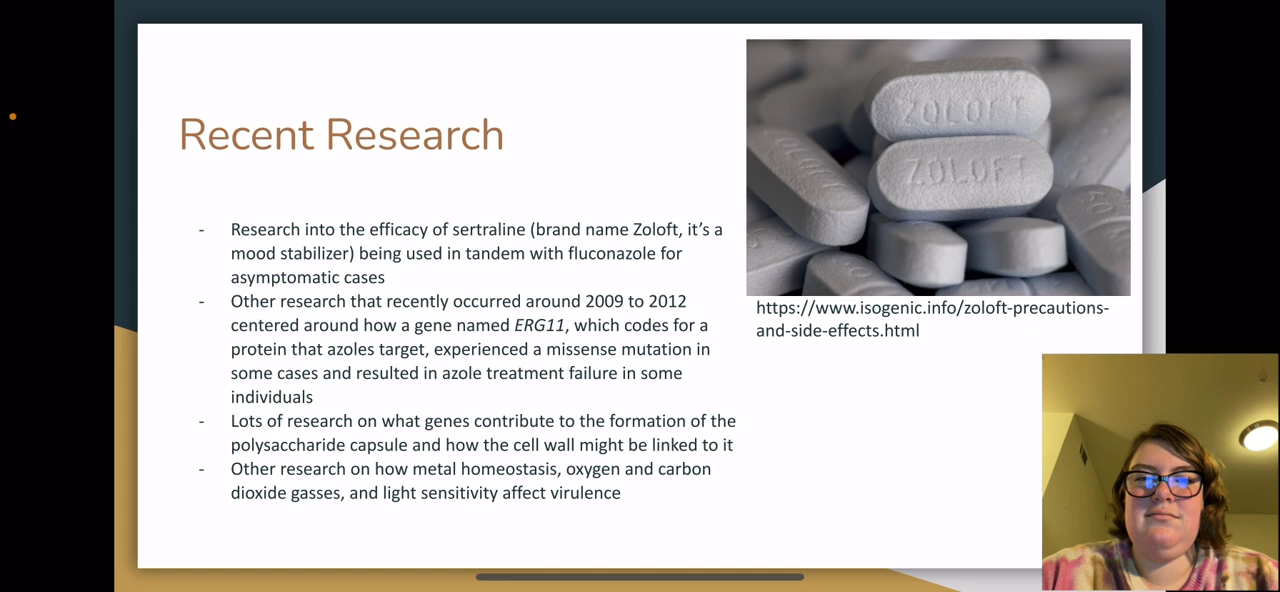 Recent Research
- Research into the efficacy of sertraline (brand name Zoloft, it's a
mood stabilizer) being used in tandem with fluconazole for
asymptomatic cases
- Other research that recently occurred around 2009 to 2012
centered around how a gene named ERG11, which codes for a
protein that azoles target, experienced a missense mutation in
some cases and resulted in azole treatment failure in some
individuals
- Lots of research on what genes contribute to the formation of the
polysaccharide capsule and how the cell wall might be linked to it
- Other research on how metal homeostasis, oxygen and carbon
dioxide gasses, and light sensitivity affect virulence
ZOLOFT
ZOLOFT
https://www.isogenic.info/zoloft-precautions-
and-side-effects.html